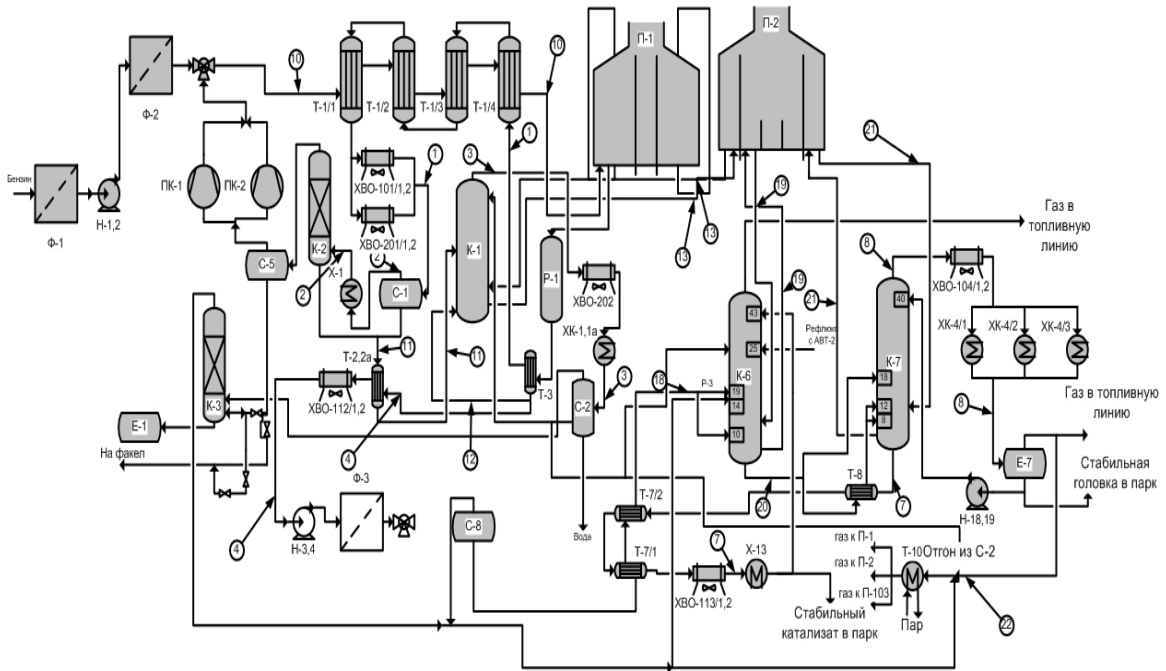 П-1
П-2
10
10
Ф-2
Т-1/1
Т-1/2
Т-1/3
Т-1/4
21
1
1
3
Бензин
ПК-1
ПК-2
ХВО-101/1,2
19
Газ в
топливную
линию
Ф-1
Н-1,2
ХВО-201/1,2
К-2
К-1
13
13
8
С-5
2
2
Х-1
С-1
Р-1
ХВО-202
19
21
40
ХВО-104/1,2
43
ХК-1,1а
Рефлюкс
с АВТ-2
ХК-4/1
ХК-4/2
ХК-4/3
25
К-6
К-7
11
11
Т-2,2а
18
Р-3
18
ХВО-112/1,2
Т-3
3
19
14
12
8
Газ в топливную
линию
К-3
С-2
8
Е-1
4
12
10
На факел
Е-7
Стабильная
головка в парк
Ф-3
Т-8
20
7
Н-18,19
4
Н-3,4
С-8
Т-7/2
Вода
Т-7/1
7
Х-13
газ к П-1
Т-10
Отгон из С-2
газ к П-2
ХВО-113/1,2
газ к П-103
Стабильный
катализат в парк
Пар
22